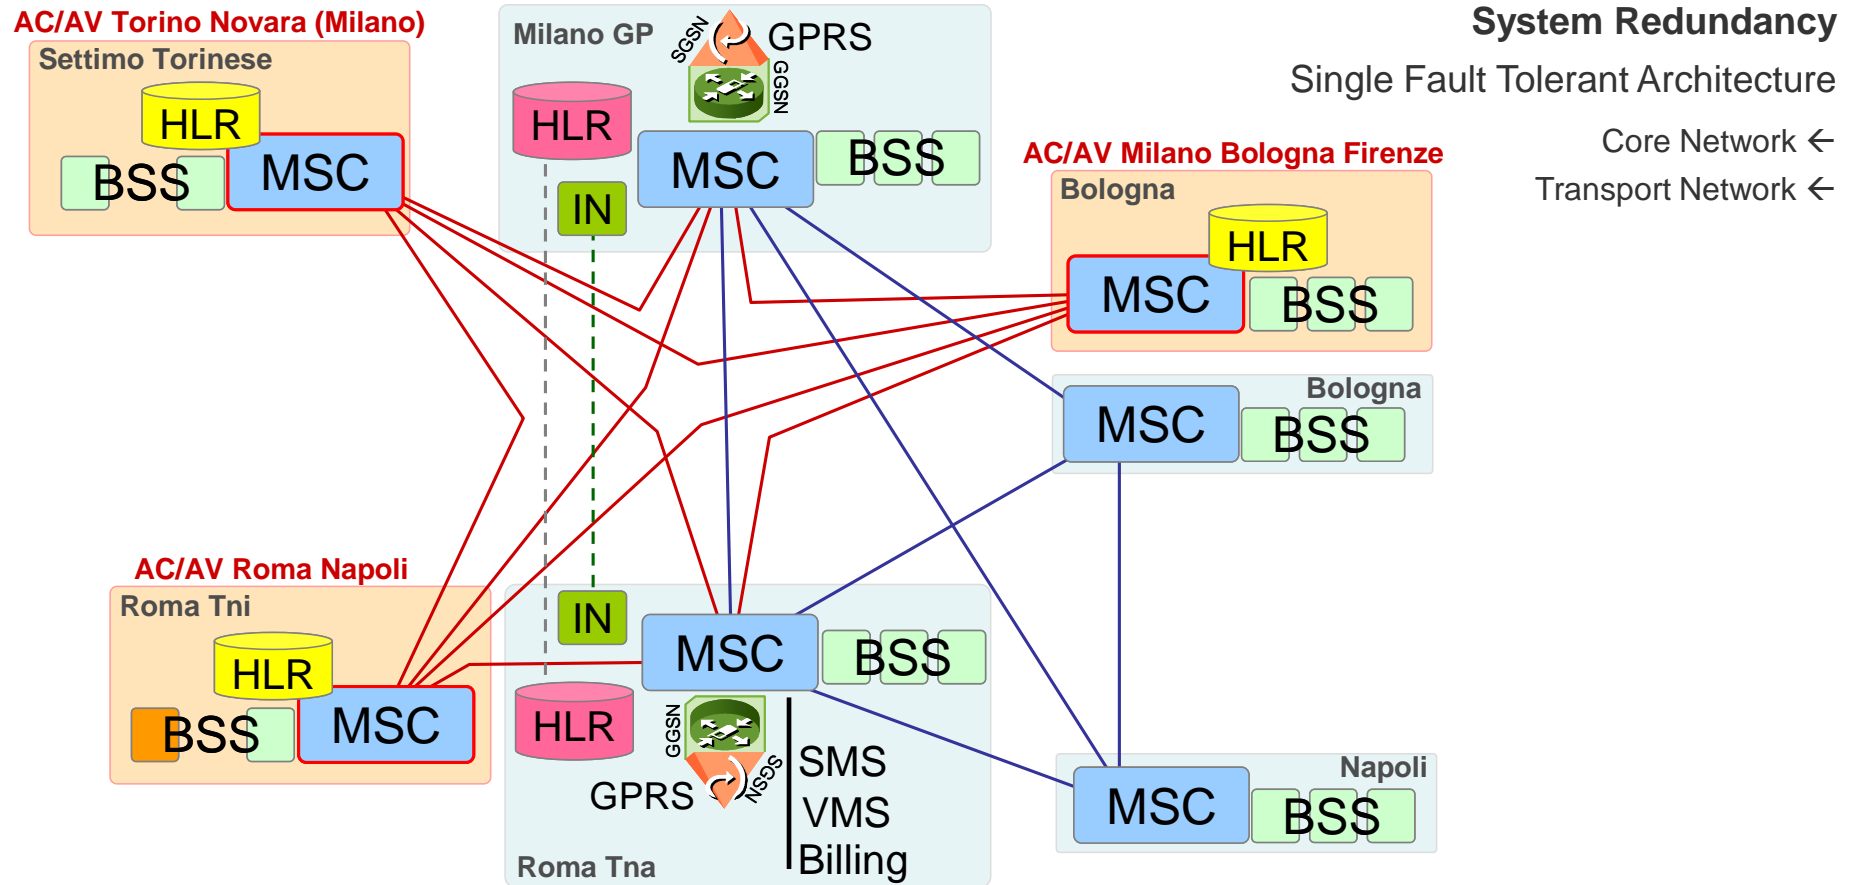 System Redundancy
Single Fault Tolerant Architecture
Core Network ←
Transport Network ←
AC/AV Torino Novara (Milano)
Settimo Torinese
HLR
MSC
BSS
Milano GP
SGSN
GPRS
GGSN
HLR
MSC
BSS
IN
AC/AV Milano Bologna Firenze
Bologna
HLR
MSC
BSS
Bologna
MSC
BSS
AC/AV Roma Napoli
Roma Tni
HLR
MSC
BSS
IN
MSC
BSS
HLR
GGSN
SGSN
GPRS
SMS
VMS
Billing
Roma Tna
Napoli
MSC
BSS